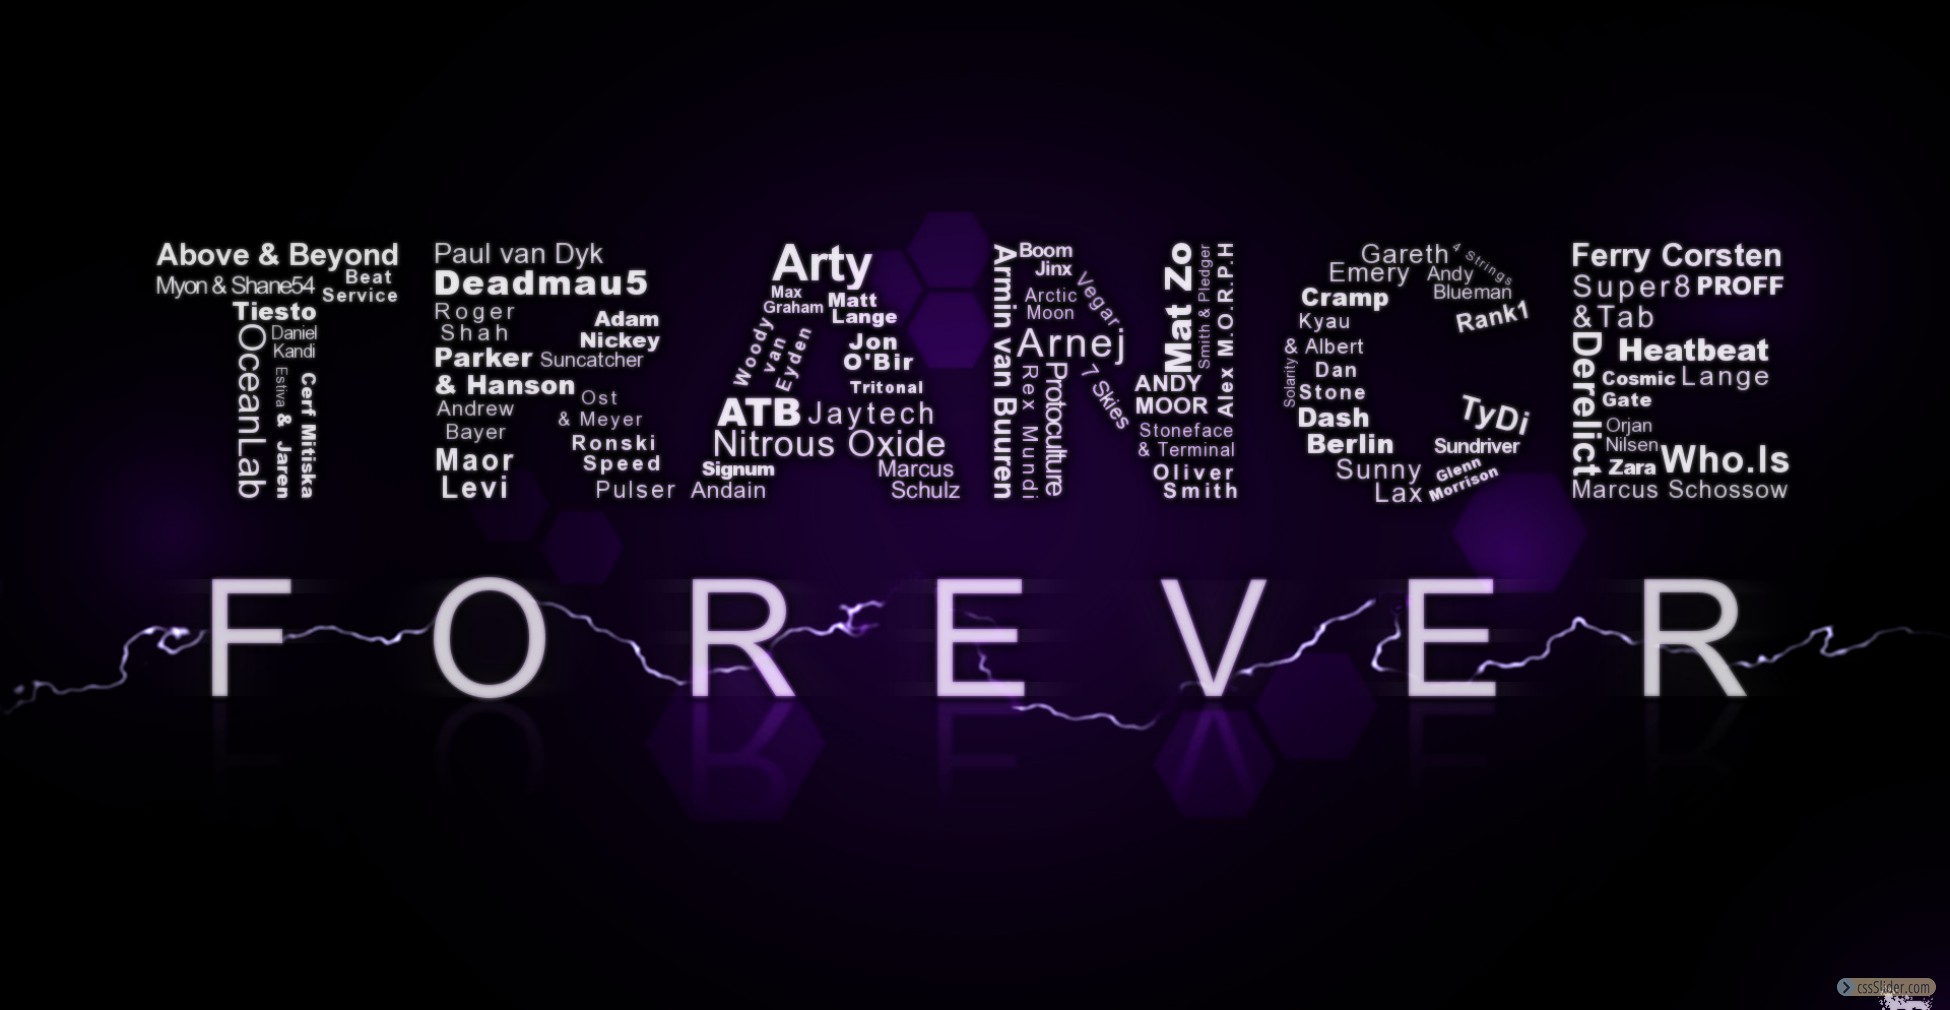 Above & Beyond
Myon & Shane54
Beat
Service
Tiesto
OceanLab
Daniel
Kandi
Estiva
& Jaren
Cerf Mitiska
Paul van Dyk
Deadmau5
Roger
Shah
Adam
Nickey
Parker
& Hanson
Suncatcher
Andrew
Bayer
Ost
& Meyer
Maor
Levi
Ronski
Speed
Pulser
Arty
Max
Graham
Matt
Lange
Woody
van
Eyden
Jon
O'Bir
Tritonal
ATB
Jaytech
Nitrous Oxide
Signum
Andain
Marcus
Schulz
Armin van Buuren
Boom
Jinx
Arctic
Moon
Vegar
Arnej
Rex Mundi
Protoculture
7 Skies
Mat Zo
Smith & Pledger
Alex M.O.R.P.H
ANDY
MOOR
Stoneface
& Terminal
Oliver
Smith
Gareth
Emery
4 Strings
Andy
Blueman
Cramp
Rank1
Kyau
& Albert
Solarity
Dan
Stone
Dash
Berlin
TyDi
Sundriver
Sunny
Lax
Glenn
Morrison
Ferry Corsten
Super8
& Tab
PROFF
Derelict
Heatbeat
Cosmic
Gate
Lange
Orjan
Nilsen
Zara
Who.Is
Marcus Schossow
FOREVER
cssSlider.com